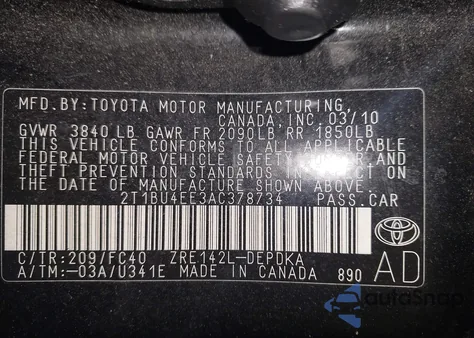 MFD. BY: TOYOTA MOTOR MANUFACTURING,
CANADA, INC. 03/10
GVWR 3840 LB GAWR FR 2090LB RR 1850LB
THIS VEHICLE CONFORMS TO ALL APPLICABLE
FEDERAL MOTOR VEHICLE SAFETY, BUMPER, AND
THEFT PREVENTION STANDARDS IN EFFECT ON
THE DATE OF MANUFACTURE SHOWN ABOVE.
2T1BU4EE3AC378734 PASS. CAR
C/TR: 209/FC40 ZRE142L-DEPDKA
A/TM: -03A/U341E MADE IN CANADA 890
AD
AutoSnap